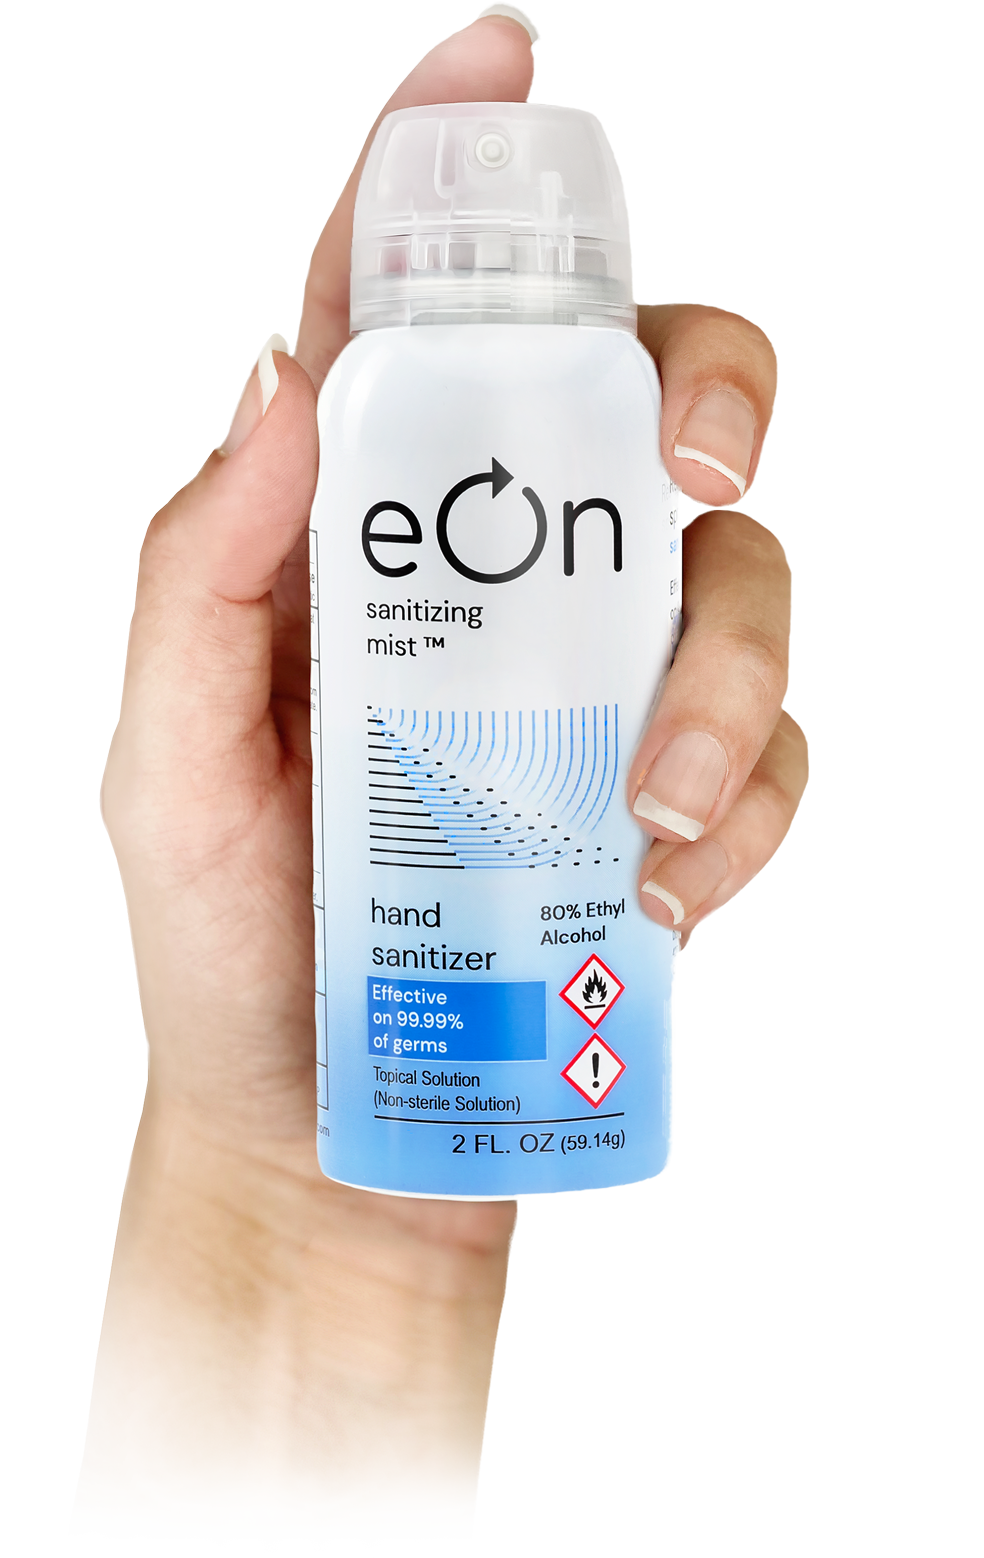 eOn
sanitizing
mist ™
hand
sanitizer
80% Ethyl
Alcohol
Effective
on 99.99%
of germs
Topical Solution
(Non-sterile Solution)
2 FL. OZ (59.14g)